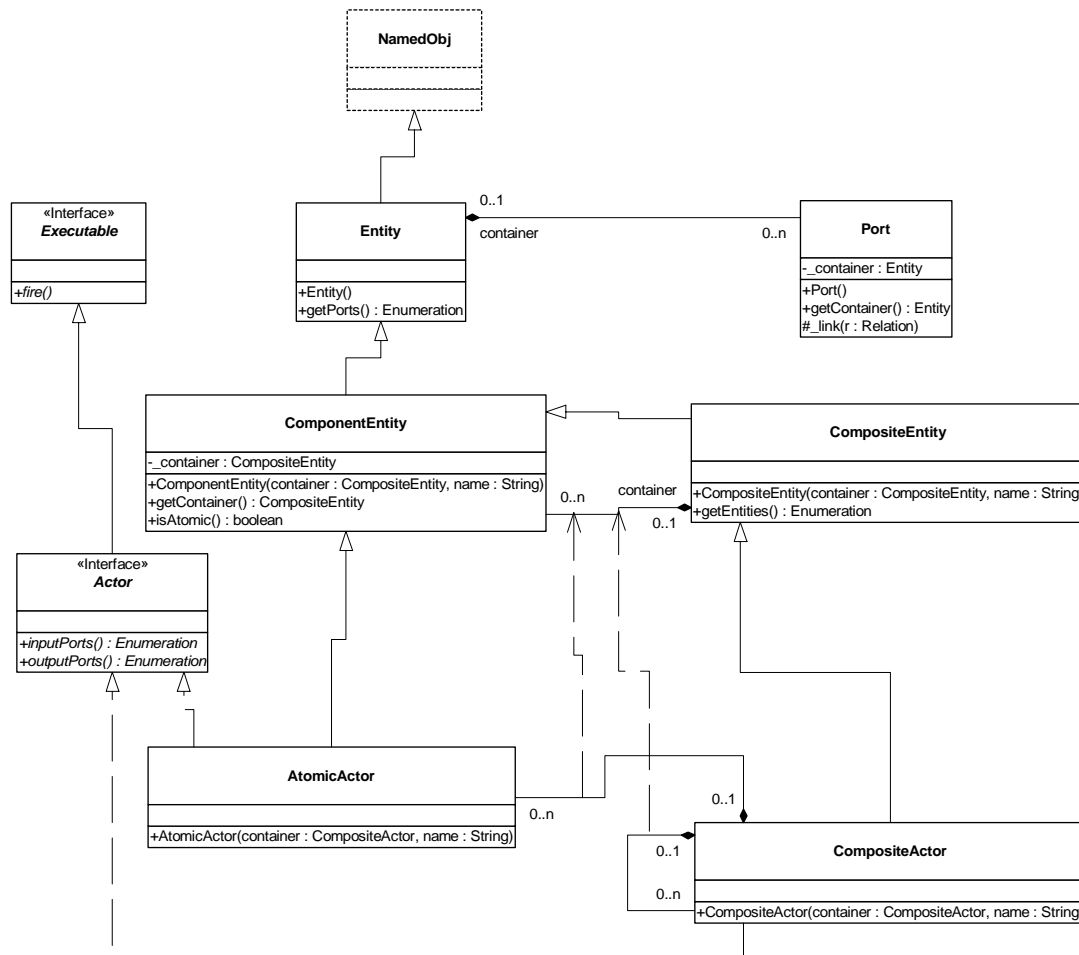 NamedObj
«Interface»
Executable
+fire()
Entity
+Entity()
+getPorts() : Enumeration
0..1
container
0..n
Port
-_container : Entity
+Port()
+getContainer() : Entity
#_link(r : Relation)
ComponentEntity
-_container : CompositeEntity
+ComponentEntity(container : CompositeEntity, name : String)
+getContainer() : CompositeEntity
+isAtomic() : boolean
0..n
container
0..1
CompositeEntity
+CompositeEntity(container : CompositeEntity, name : String
+getEntities() : Enumeration
«Interface»
Actor
+inputPorts() : Enumeration
+outputPorts() : Enumeration
AtomicActor
+AtomicActor(container : CompositeActor, name : String)
0..n
0..1
0..1
0..n
CompositeActor
+CompositeActor(container : CompositeActor, name : String